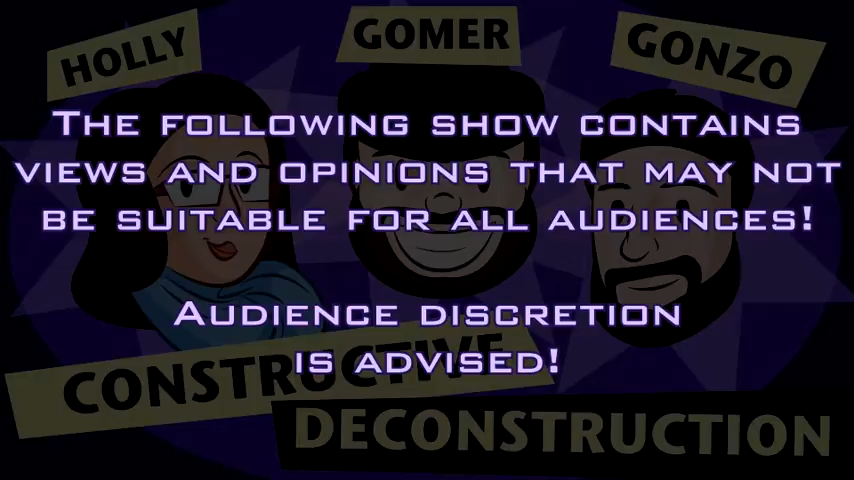 HOLLY
GOMER
GONZO
THE FOLLOWING SHOW CONTAINS
VIEWS AND OPINIONS THAT MAY NOT
BE SUITABLE FOR ALL AUDIENCES!
AUDIENCE DISCRETION
IS ADVISED!
CONSTRUCTIVE
DECONSTRUCTION